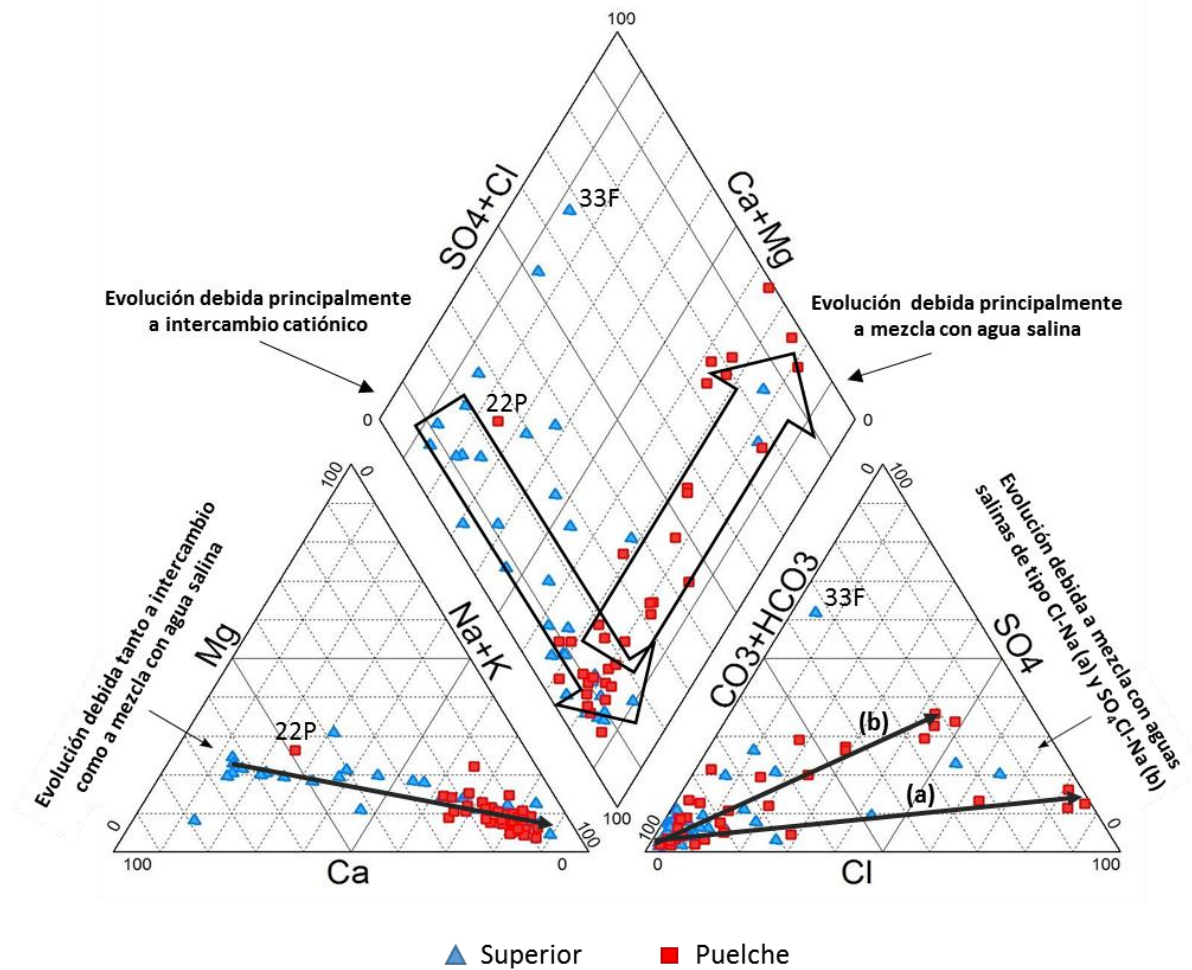 100
SO4+Cl
Ca+Mg
33F
Evolución debida principalmente
a intercambio catiónico
Evolución debida principalmente
a mezcla con agua salina
0
22P
0
100
0
0
100
Evolución debida tanto a intercambio
como a mezcla con agua salina
Mg
Na+K
CO3+HCO3
SO4
Evolución debida a mezcla con aguas
salinas de tipo Cl-Na (a) y SO₄Cl-Na (b)
33F
22P
(b)
(a)
0
100
100
100
0
100
Ca
0
0
Cl
100
Superior
Puelche